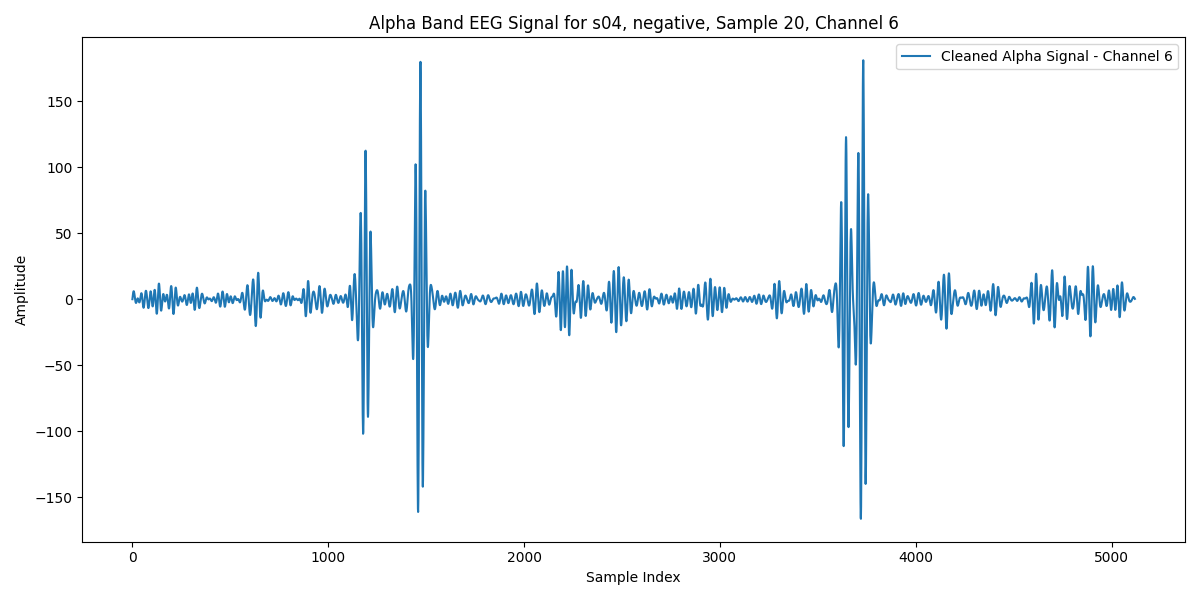 Alpha Band EEG Signal for s04, negative, Sample 20, Channel 6
Cleaned Alpha Signal - Channel 6
150
100
50
0
−50
−100
−150
Amplitude
0 1000 2000 3000 4000 5000
Sample Index